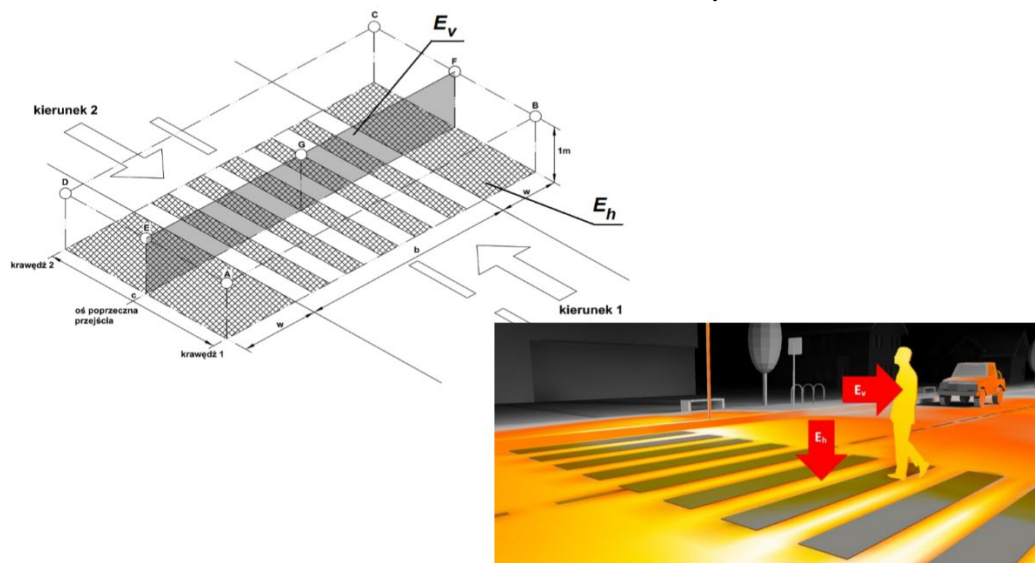 C
E_v
F
kierunek 2
B
G
1m
D
w
E_h
E
b
krawędź 2
A
c
oś poprzeczna
przejścia
w
kierunek 1
krawędź 1
E_v
E_h